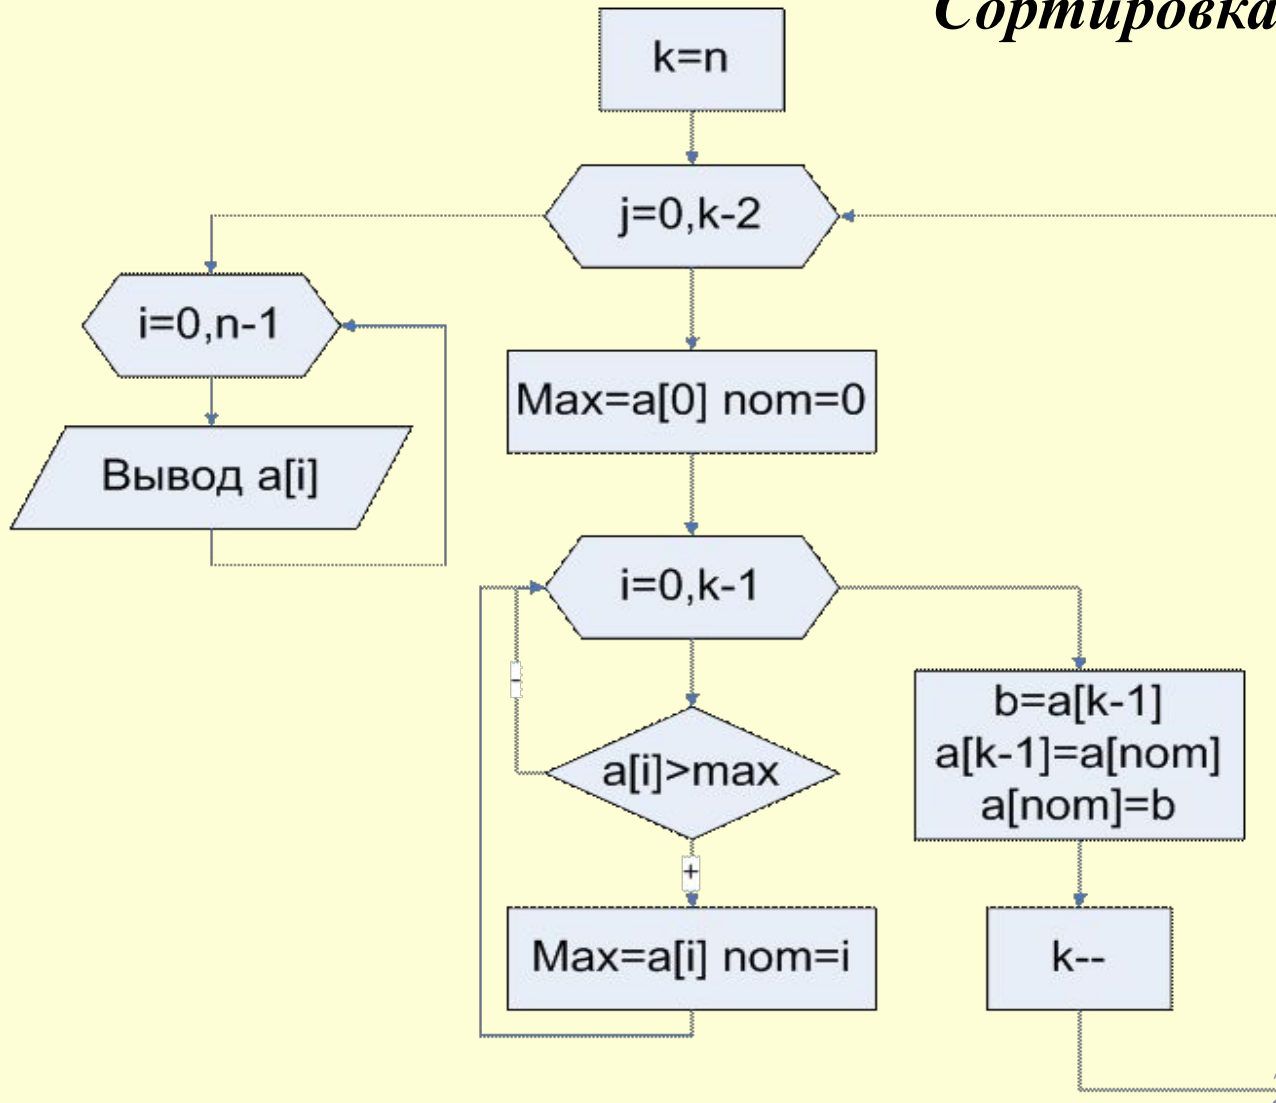 Сортировка
k=n
j=0,k-2
i=0,n-1
Вывод a[i]
Max=a[0] nom=0
i=0,k-1
-
a[i]>max
+
Max=a[i] nom=i
b=a[k-1]
a[k-1]=a[nom]
a[nom]=b
k--